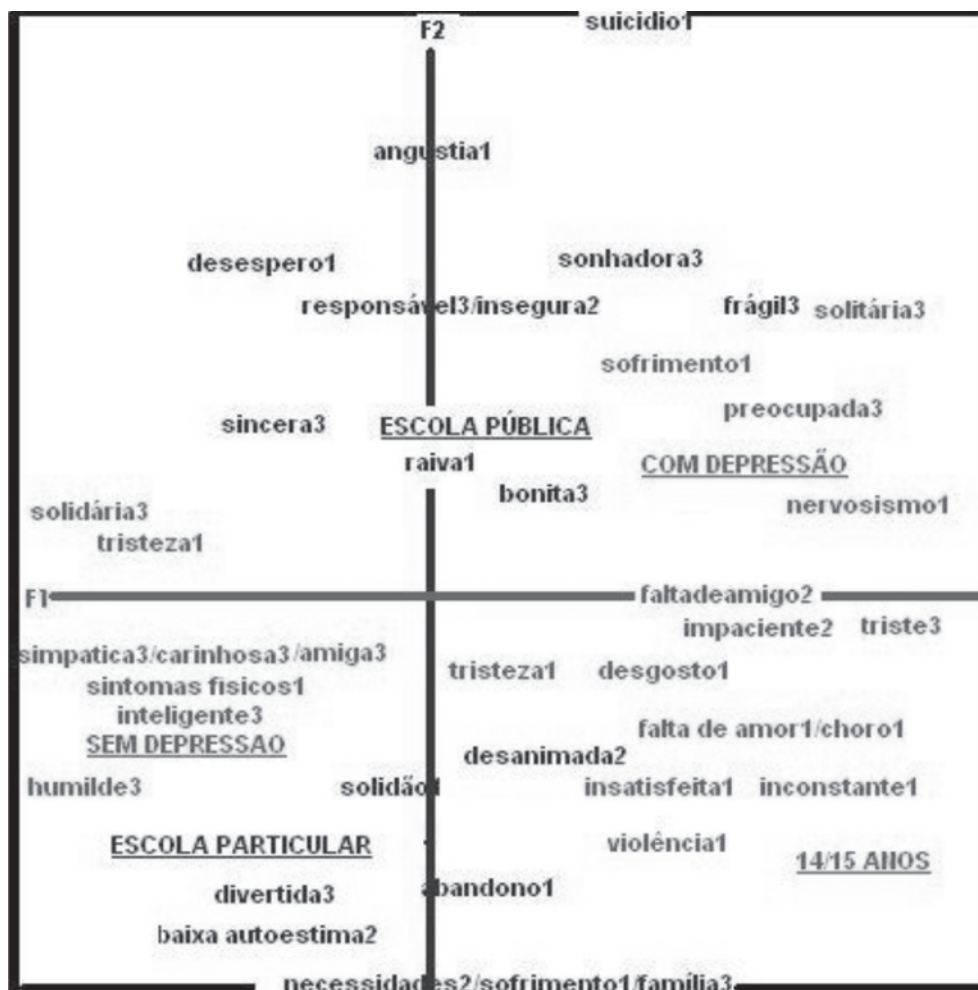 suicidio1
F2
angustia1
desespero1
sonhadora3
responsável3/insegura2
frágil3
solitária3
sofrimento1
preocupada3
sincera3
ESCOLA PÚBLICA
raiva1
COM DEPRESSÃO
bonita3
nervosismo1
solidária3
tristeza1
F1
faltadeamigo2
impaciente2
triste3
simpatica3/carinhosa3/amiga3
tristeza1
desgosto1
sintomas fisicos1
inteligente3
falta de amor1/choro1
SEM DEPRESSAO
desanimada2
humilde3
solidão1
insatisfeita1
inconstante1
ESCOLA PARTICULAR
violência1
14/15 ANOS
divertida3
abandono1
baixa autoestima2
necessidades2/sofrimento1/família3